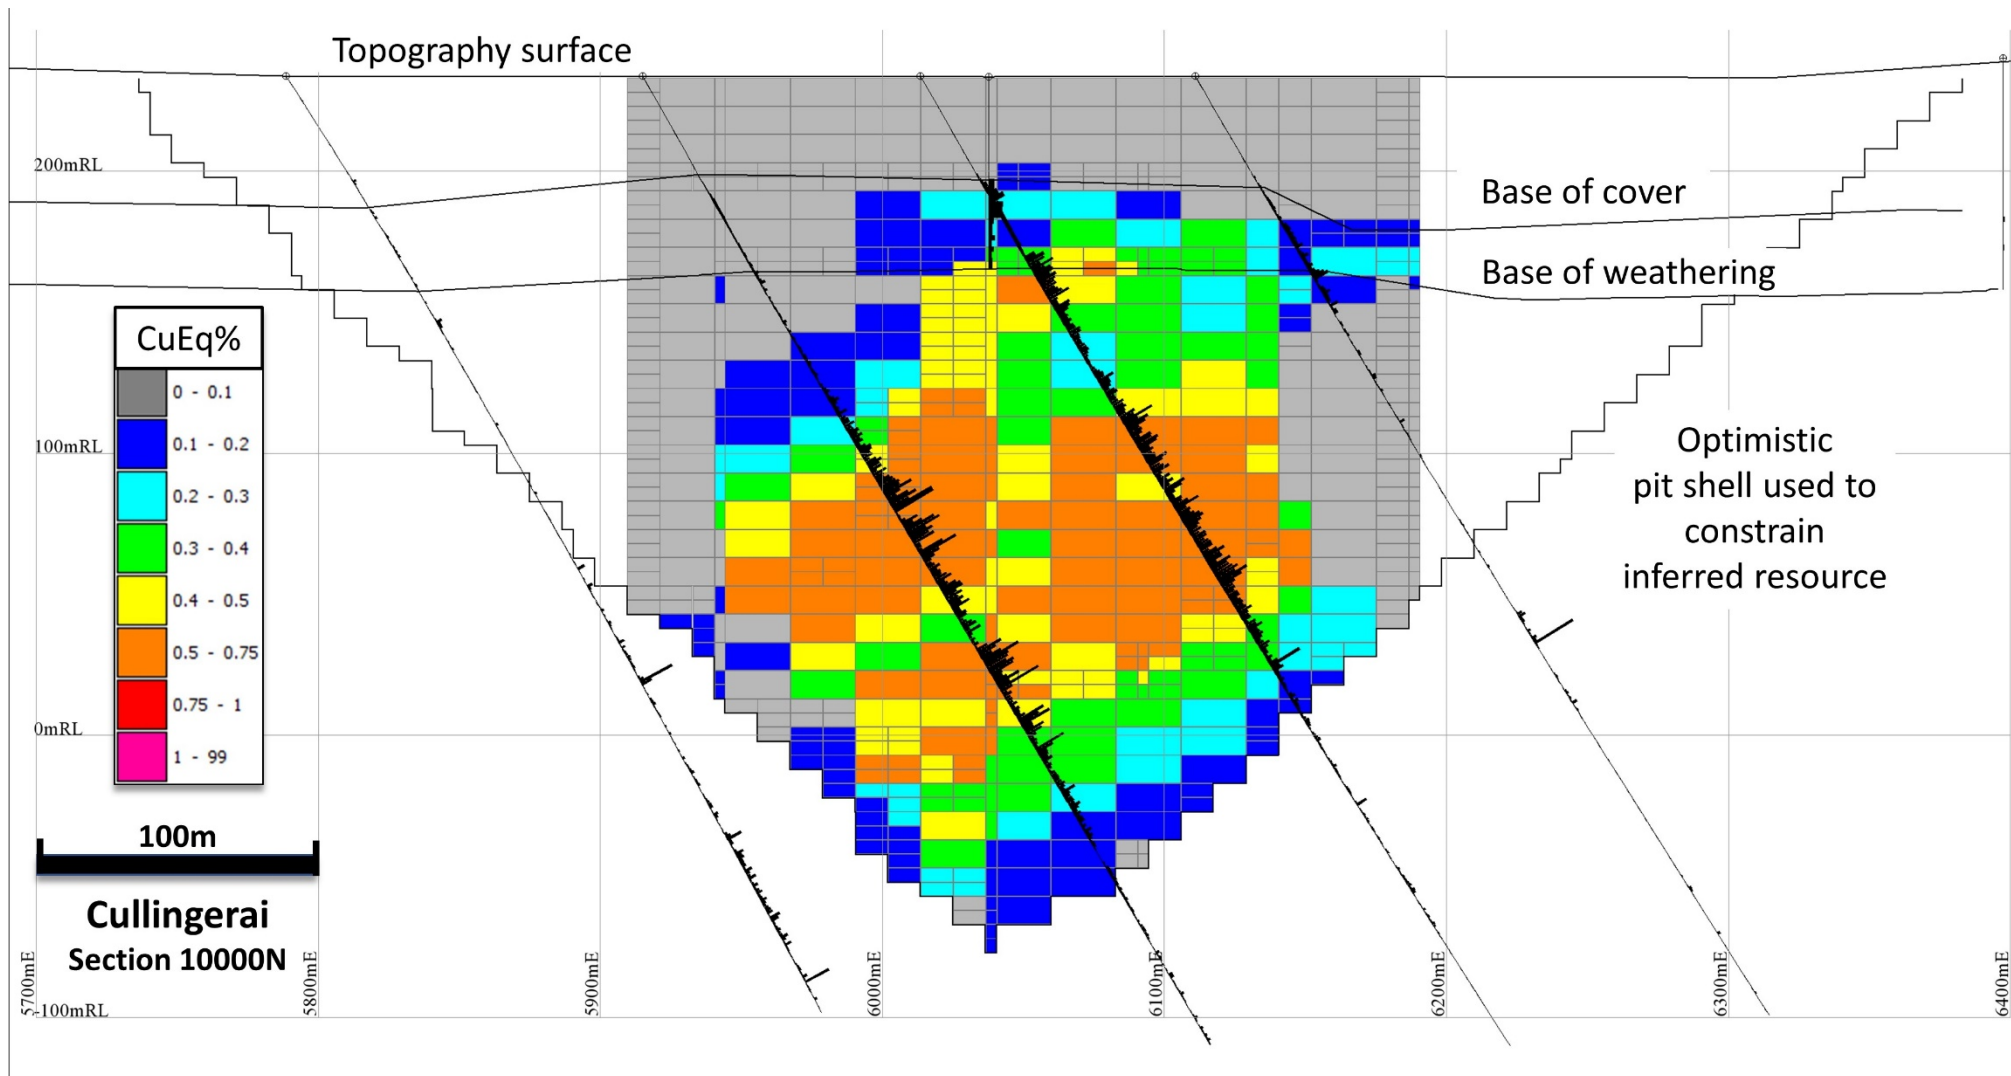 Topography surface
200mRL
Base of cover
Base of weathering
CuEq%
0 - 0.1
0.1 - 0.2
0.2 - 0.3
0.3 - 0.4
0.4 - 0.5
0.5 - 0.75
0.75 - 1
1 - 99
100mRL
Optimistic
pit shell used to
constrain
inferred resource
0mRL
100m
Cullingerai
Section 10000N
-100mRL
5700mE
5800mE
5900mE
6000mE
6100mE
6200mE
6300mE
6400mE